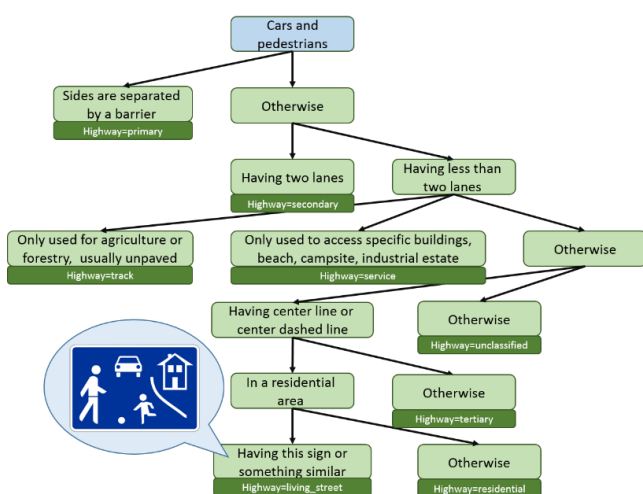 Cars and
pedestrians
Sides are separated
by a barrier
Highway=primary
Otherwise
Having two lanes
Highway=secondary
Having less than
two lanes
Only used for agriculture or
forestry, usually unpaved
Highway=track
Only used to access specific buildings,
beach, campsite, industrial estate
Highway=service
Otherwise
Having center line or
center dashed line
Otherwise
Highway=unclassified
In a residential
area
Otherwise
Highway=tertiary
Having this sign or
something similar
Highway=living_street
Otherwise
Highway=residential